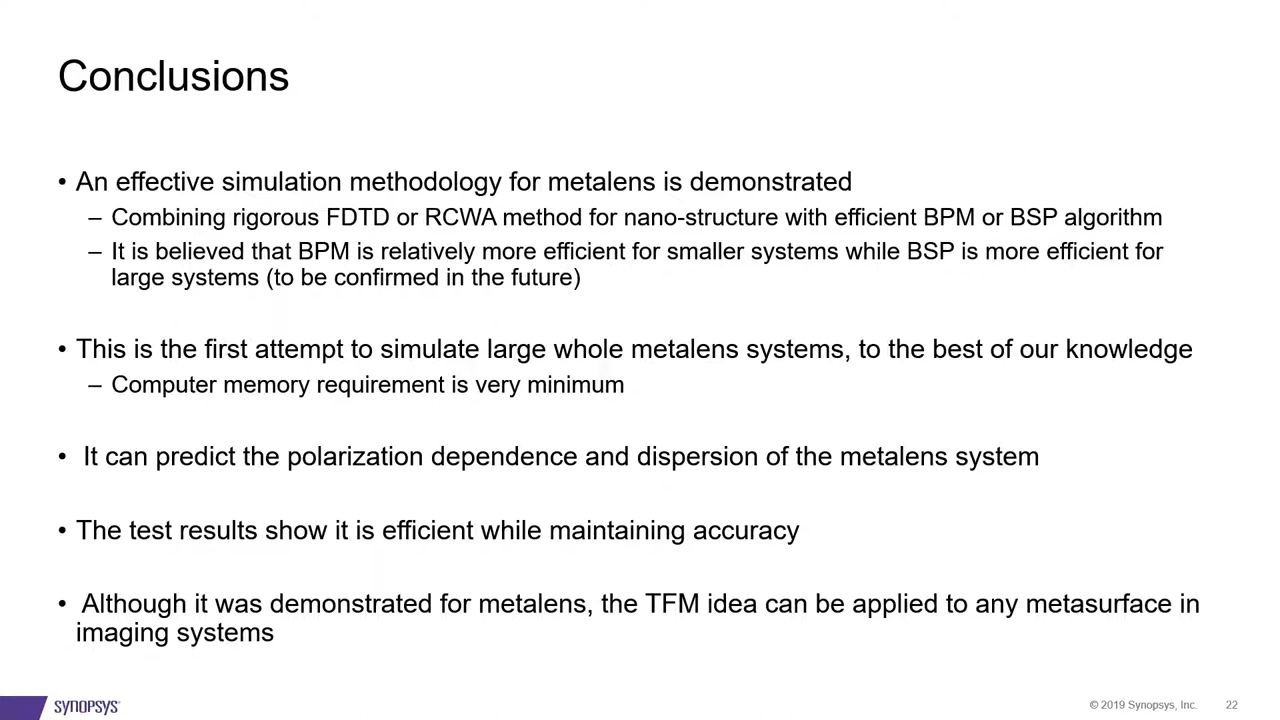 Conclusions
• An effective simulation methodology for metalens is demonstrated
– Combining rigorous FDTD or RCWA method for nano-structure with efficient BPM or BSP algorithm
– It is believed that BPM is relatively more efficient for smaller systems while BSP is more efficient for
large systems (to be confirmed in the future)
• This is the first attempt to simulate large whole metalens systems, to the best of our knowledge
– Computer memory requirement is very minimum
• It can predict the polarization dependence and dispersion of the metalens system
• The test results show it is efficient while maintaining accuracy
• Although it was demonstrated for metalens, the TFM idea can be applied to any metasurface in
imaging systems
SYNOPSYS® © 2019 Synopsys, Inc. 22